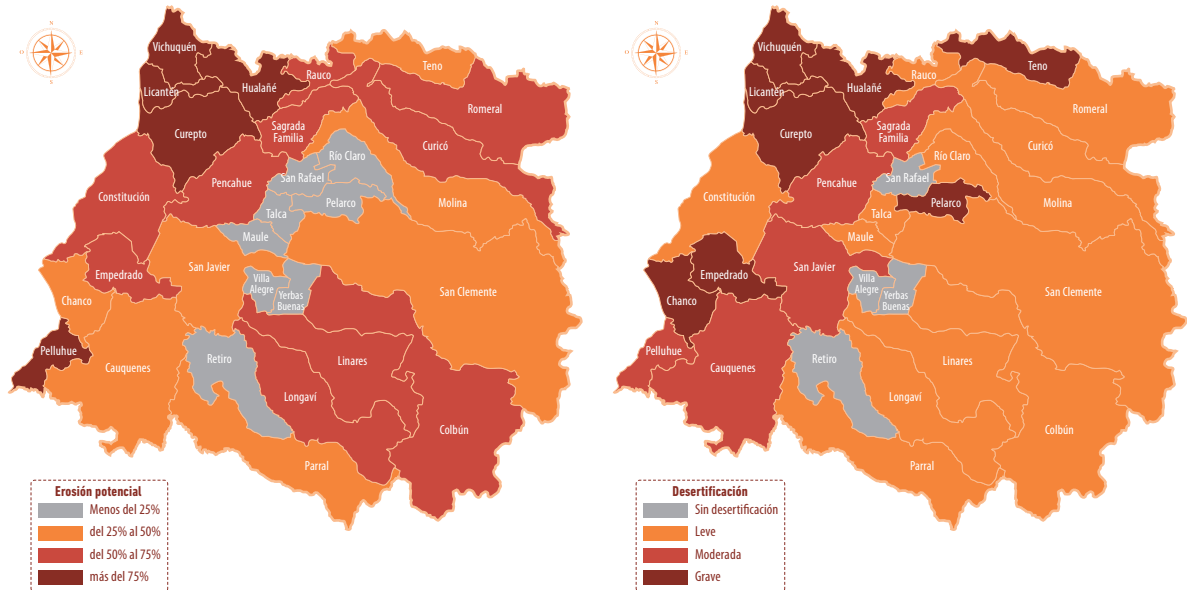 N
O
E
S
Vichuquén
Licantén
Hualañé
Rauco
Teno
Romeral
Curepto
Sagrada
Familia
Curicó
Río Claro
San Rafael
Pencahue
Constitución
Pelarco
Molina
Talca
Maule
San Javier
Empedrado
Villa
Alegre
Yerbas
Buenas
San Clemente
Chanco
Pelluhue
Cauquenes
Retiro
Linares
Longaví
Colbún
Parral
Erosión potencial
Menos del 25%
del 25% al 50%
del 50% al 75%
más del 75%
N
O
E
S
Vichuquén
Licantén
Hualañé
Rauco
Teno
Romeral
Curepto
Sagrada
Familia
Curicó
Río Claro
San Rafael
Pencahue
Constitución
Pelarco
Molina
Talca
Maule
San Javier
Empedrado
Villa
Alegre
Yerbas
Buenas
San Clemente
Chanco
Pelluhue
Cauquenes
Retiro
Linares
Longaví
Colbún
Parral
Desertificación
Sin desertificación
Leve
Moderada
Grave